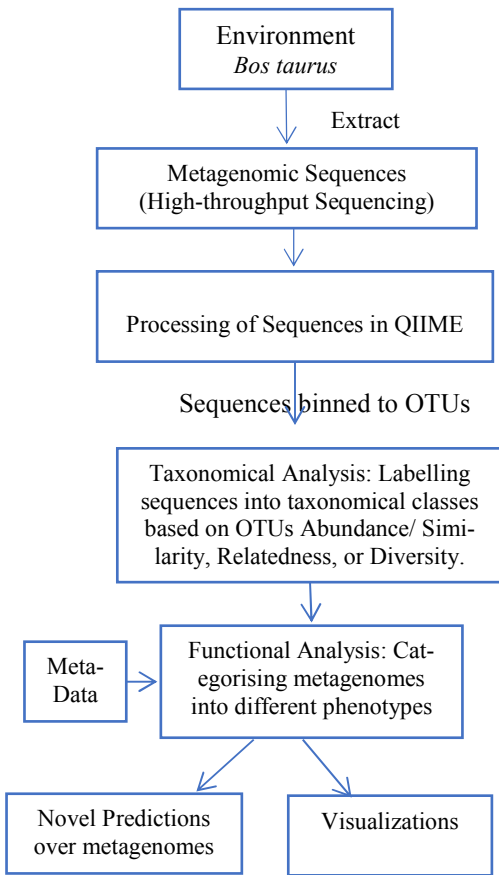 Environment
Bos taurus
Extract
Metagenomic Sequences
(High-throughput Sequencing)
Processing of Sequences in QIIME
Sequences binned to OTUs
Taxonomical Analysis: Labelling
sequences into taxonomical classes
based on OTUs Abundance/ Simi-
larity, Relatedness, or Diversity.
Meta-
Data
Functional Analysis: Cat-
egorising metagenomes
into different phenotypes
Novel Predictions
over metagenomes
Visualizations